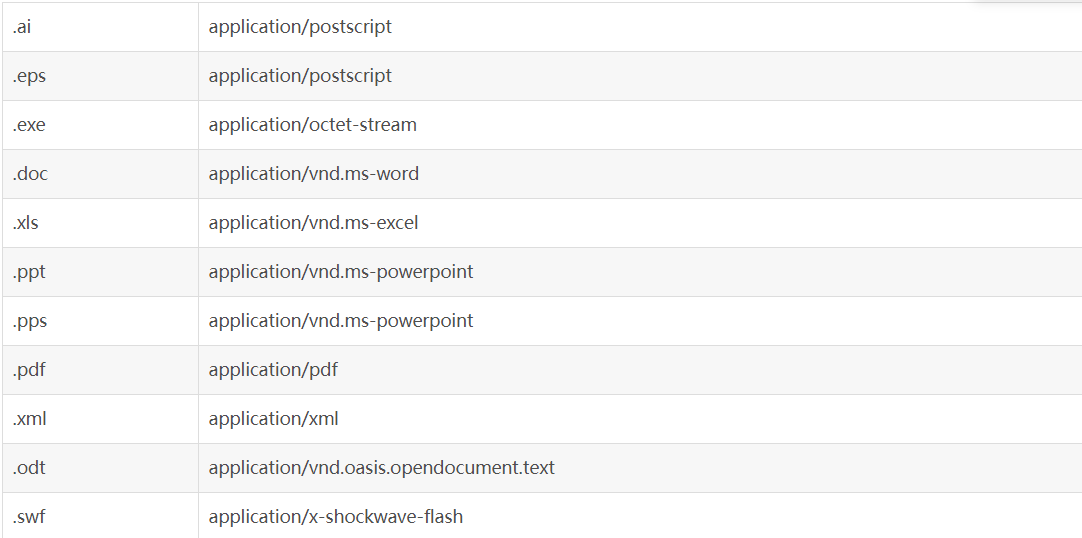 .ai application/postscript
.eps application/postscript
.exe application/octet-stream
.doc application/vnd.ms-word
.xls application/vnd.ms-excel
.ppt application/vnd.ms-powerpoint
.pps application/vnd.ms-powerpoint
.pdf application/pdf
.xml application/xml
.odt application/vnd.oasis.opendocument.text
.swf application/x-shockwave-flash